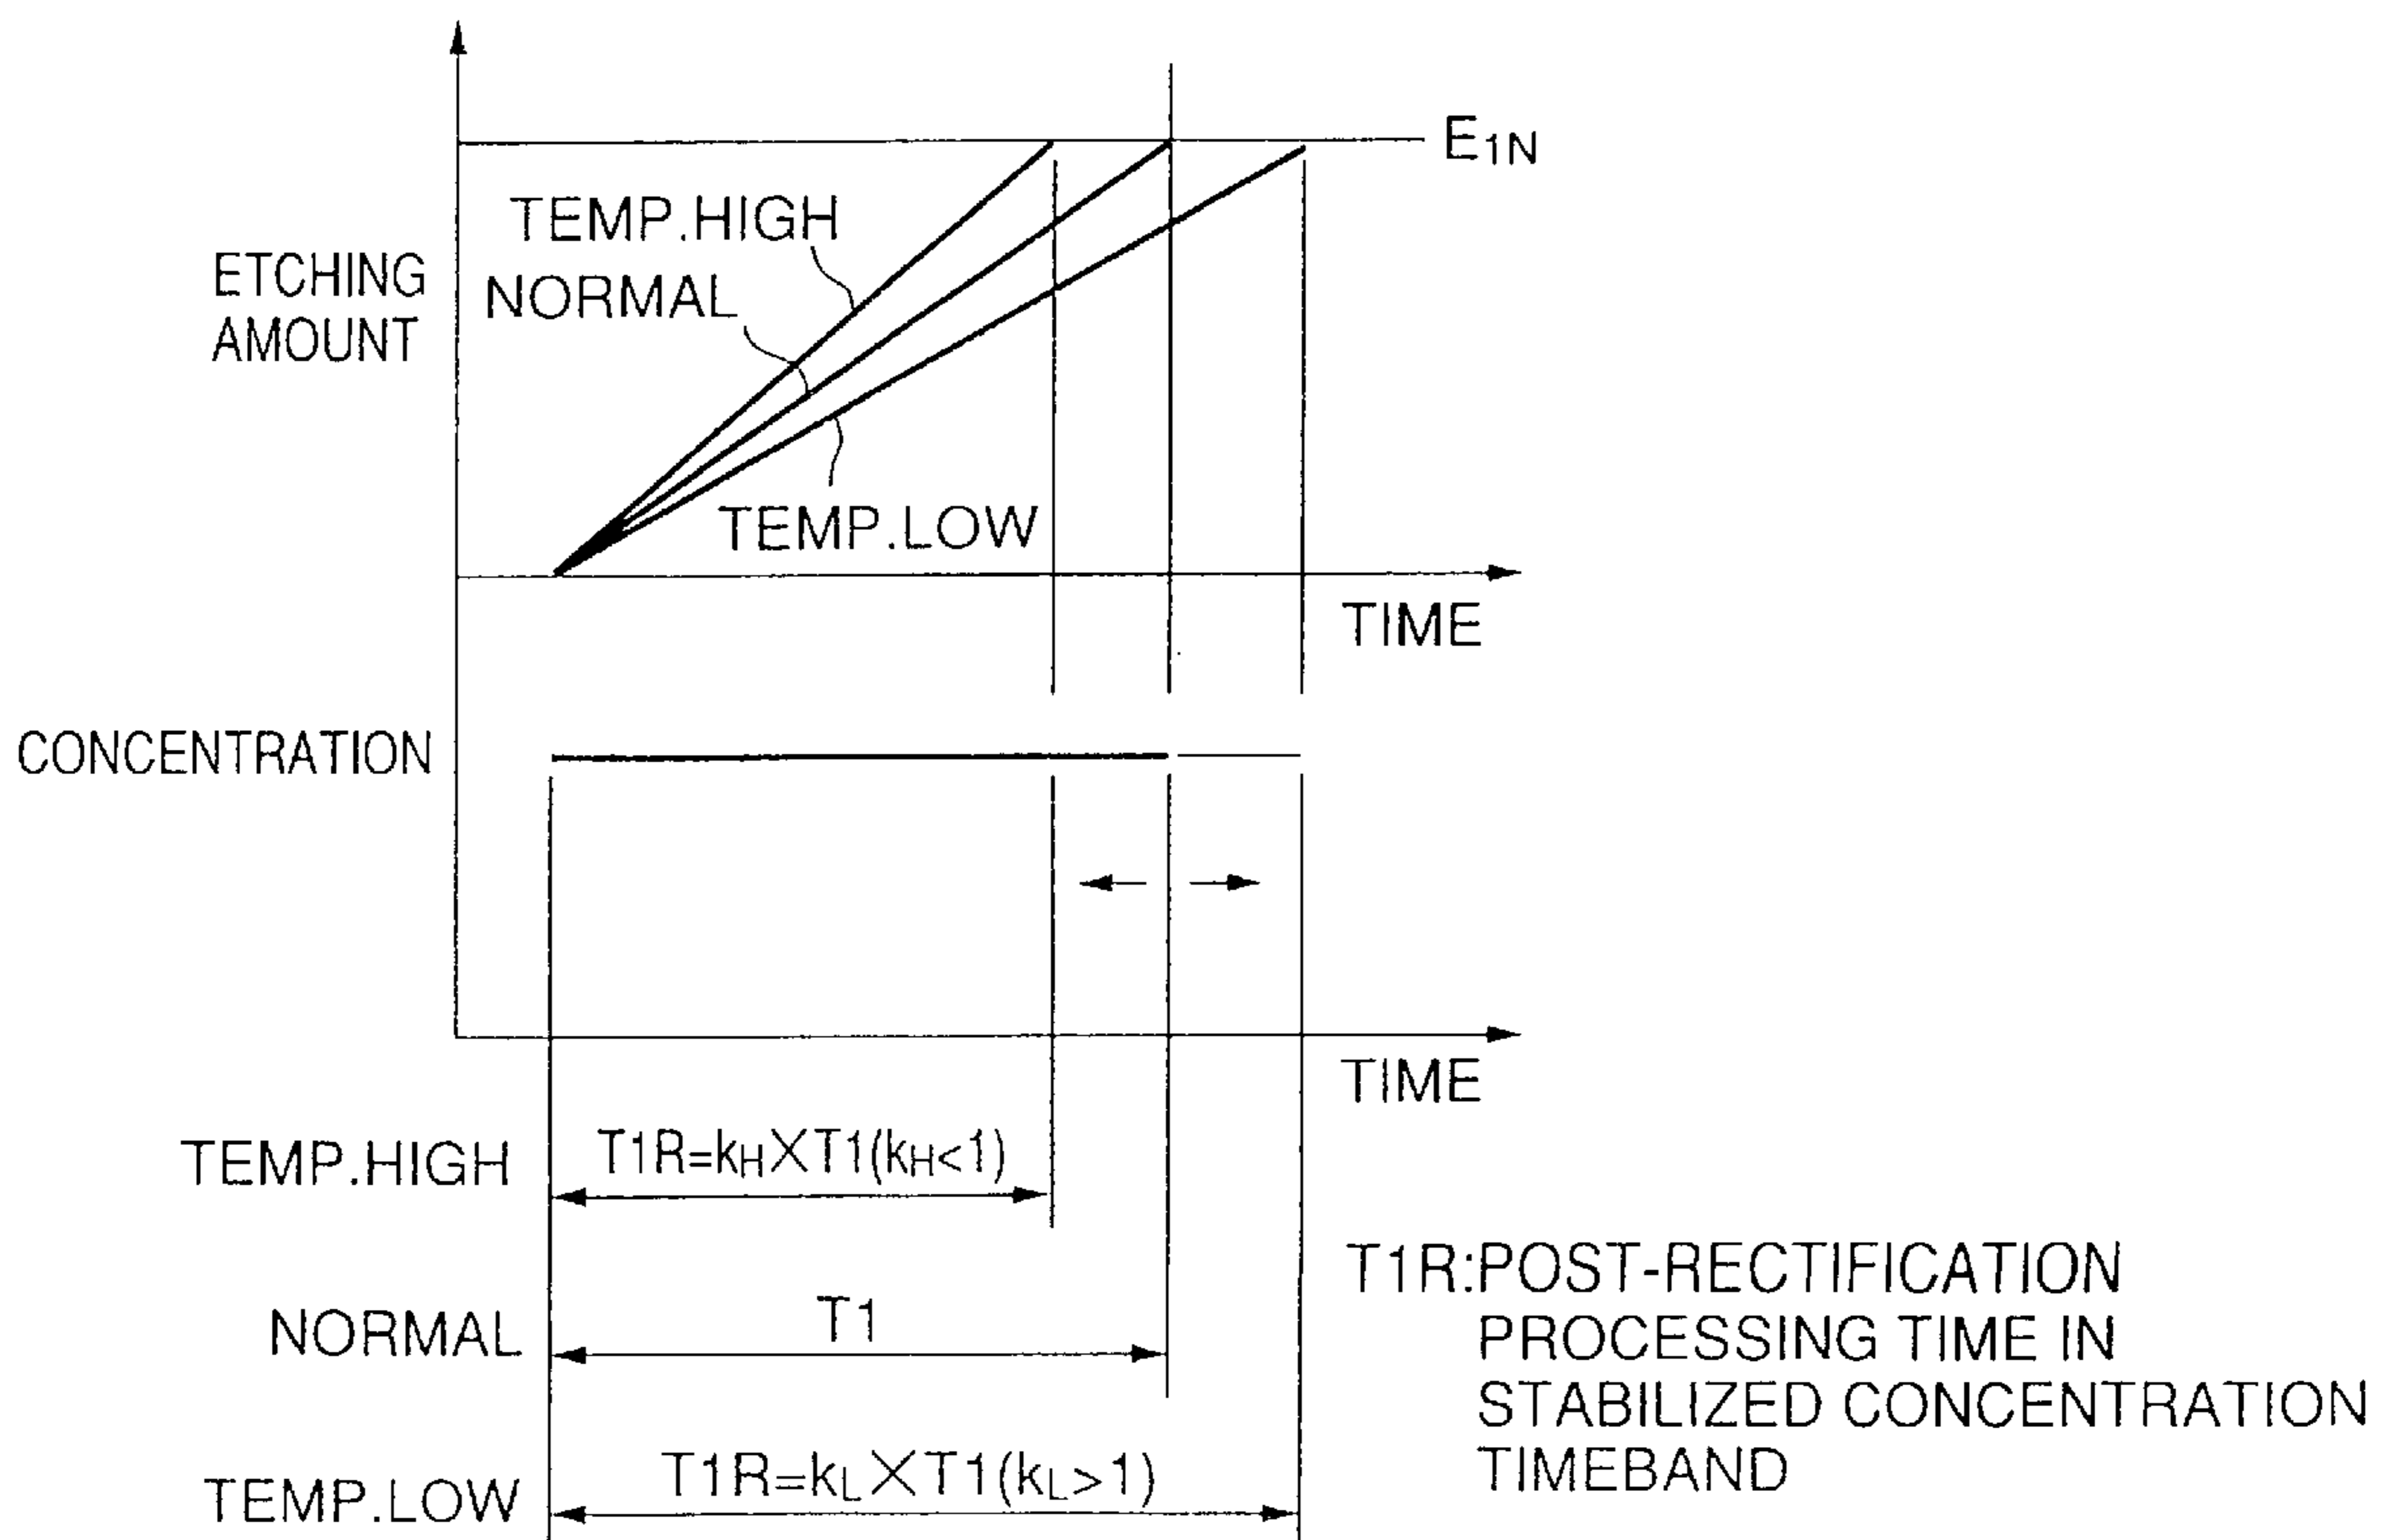 E1N
TEMP.HIGH
NORMAL
ETCHING
AMOUNT
TEMP.LOW
TIME
CONCENTRATION
TIME
TEMP.HIGH
T1R=kH×T1(kH<1)
NORMAL
T1
TEMP.LOW
T1R=kL×T1(kL>1)
T1R:POST-RECTIFICATION
PROCESSING TIME IN
STABILIZED CONCENTRATION
TIMEBAND